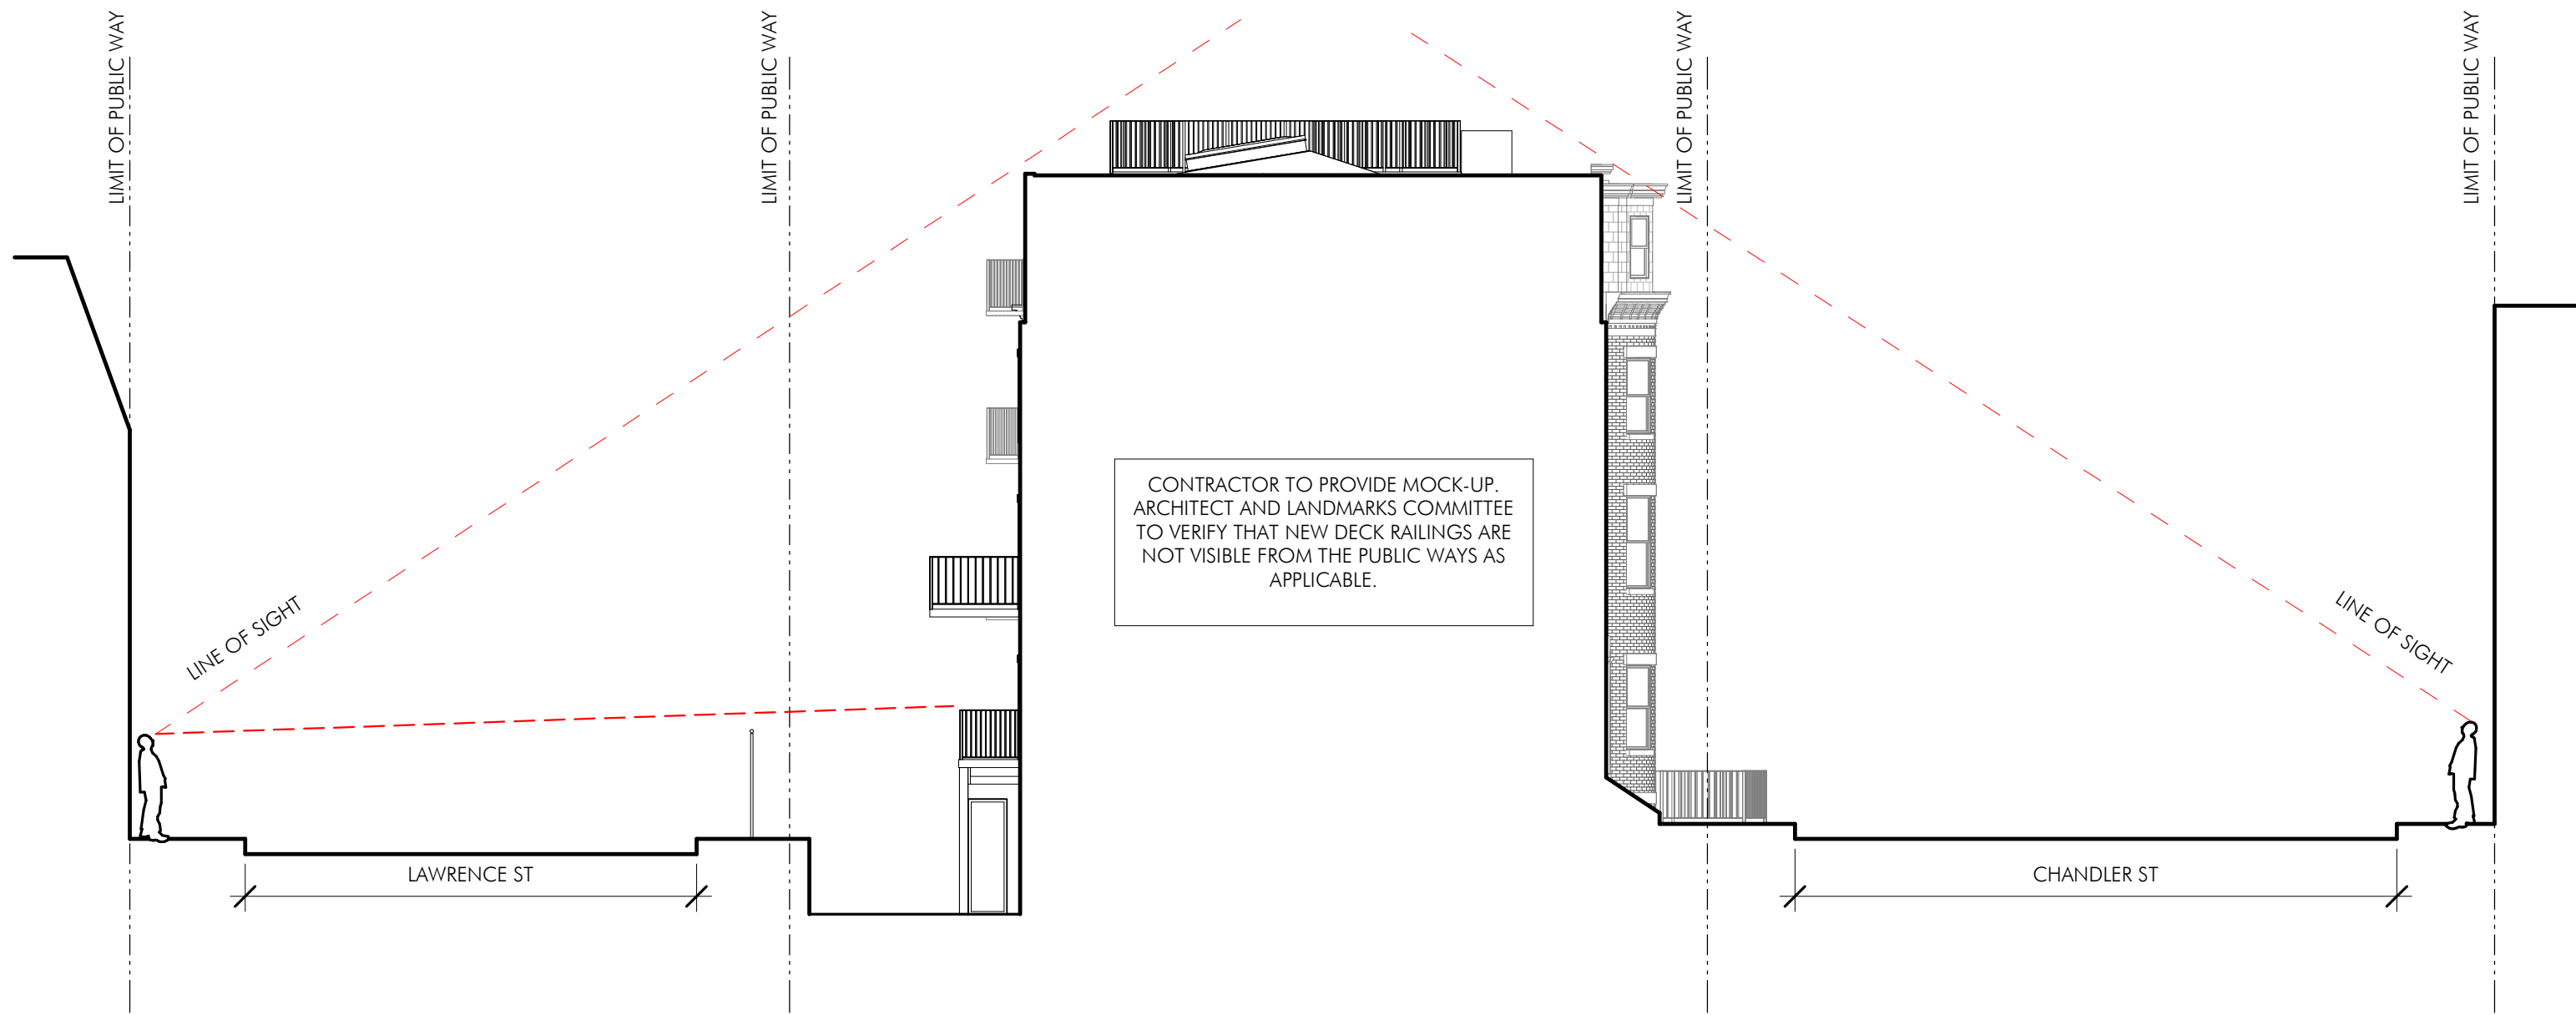 LIMIT OF PUBLIC WAY
LIMIT OF PUBLIC WAY
LIMIT OF PUBLIC WAY
LIMIT OF PUBLIC WAY
CONTRACTOR TO PROVIDE MOCK-UP.
ARCHITECT AND LANDMARKS COMMITTEE
TO VERIFY THAT NEW DECK RAILINGS ARE
NOT VISIBLE FROM THE PUBLIC WAYS AS
APPLICABLE.
LINE OF SIGHT
LINE OF SIGHT
LAWRENCE ST
CHANDLER ST